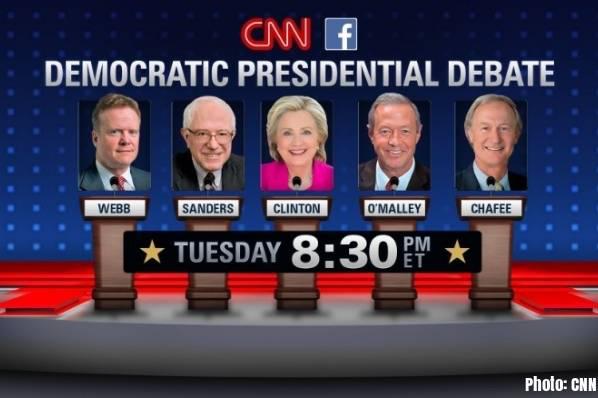 CNN f
DEMOCRATIC PRESIDENTIAL DEBATE
WEBB SANDERS CLINTON O'MALLEY CHAFEE
TUESDAY 8:30 PM ET
Photo: CNN